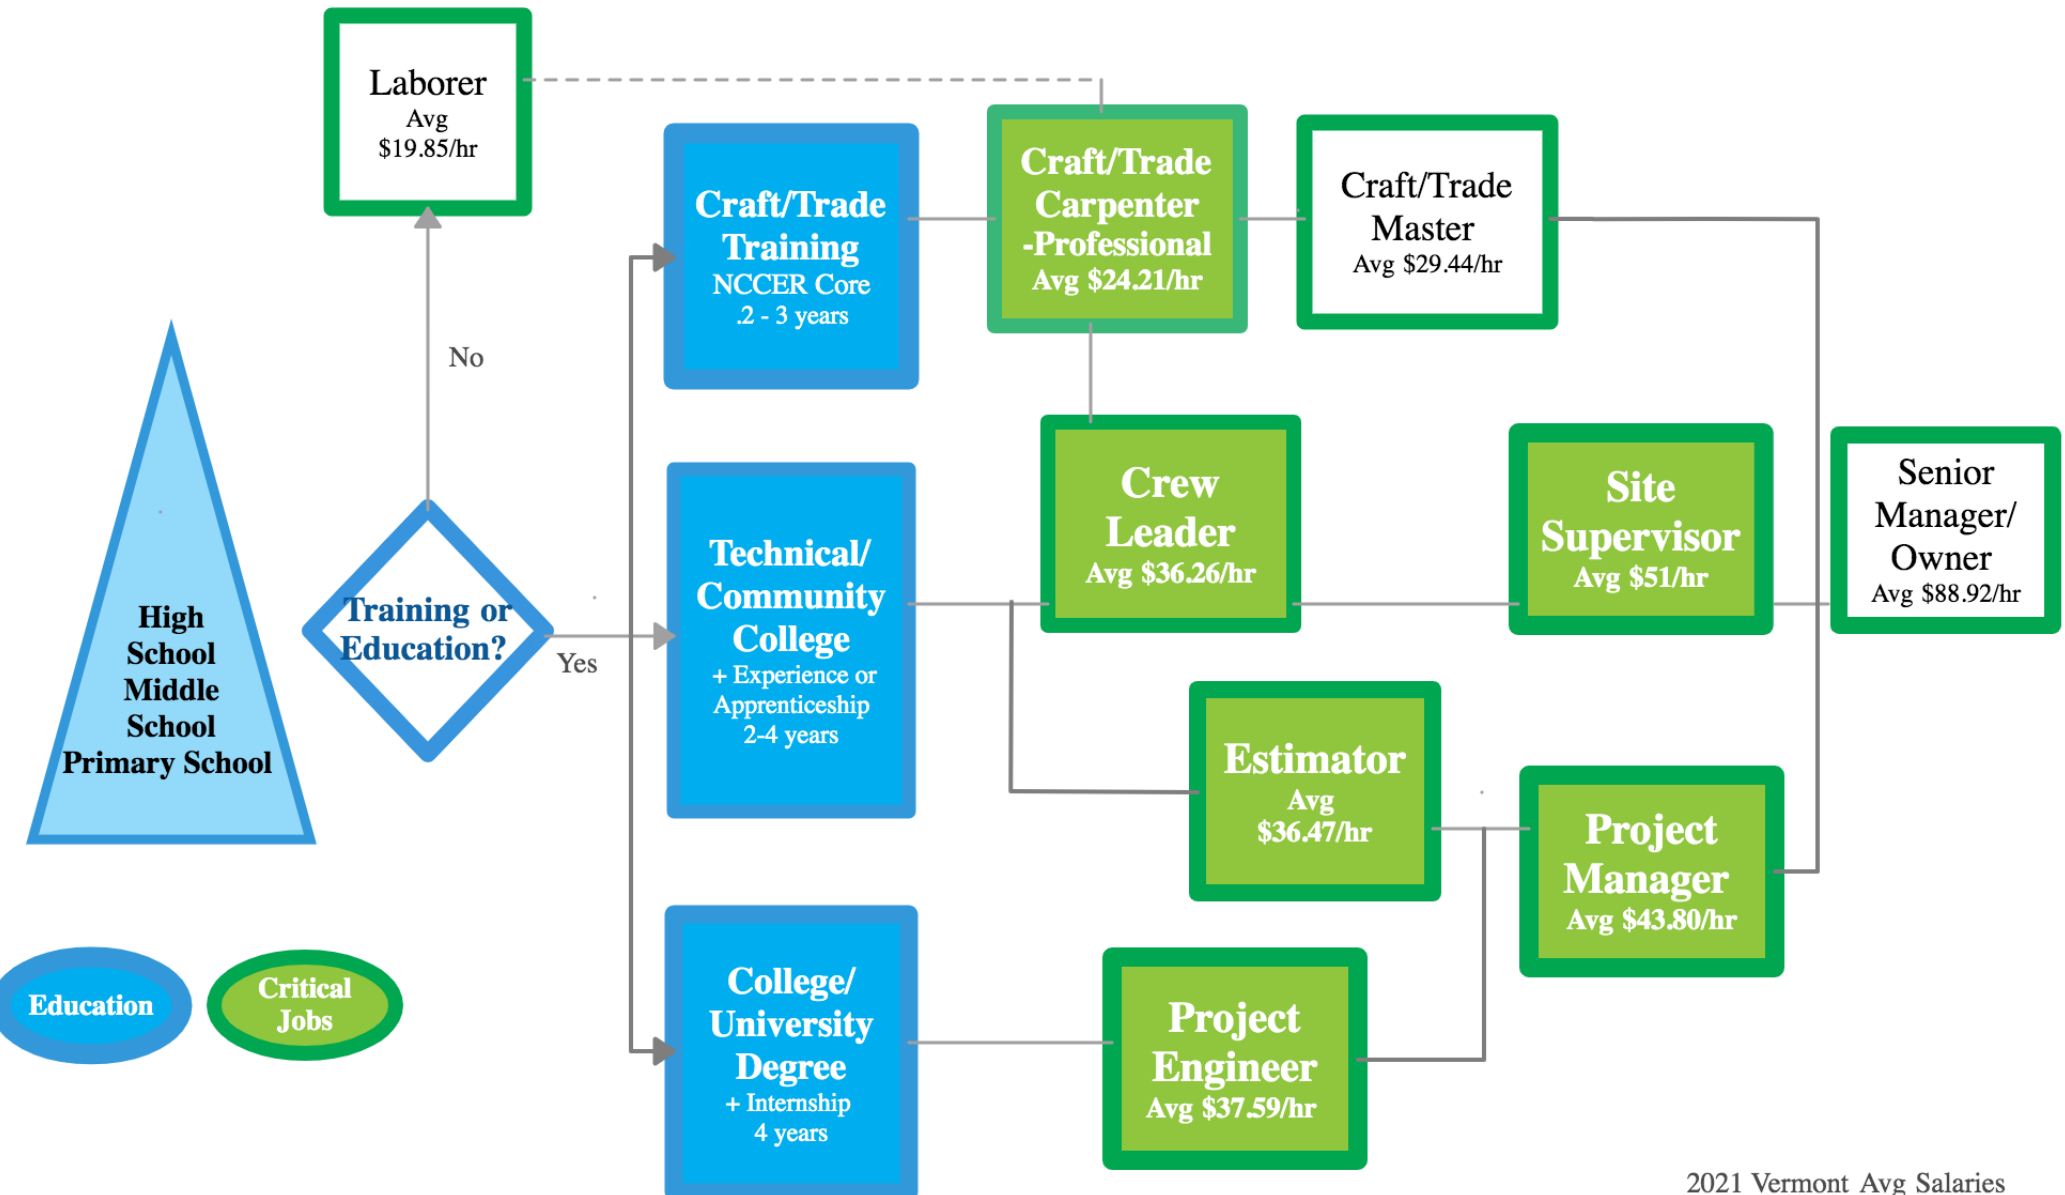 Laborer
Avg
$19.85/hr
Craft/Trade
Training
NCCER Core
.2 - 3 years
Craft/Trade
Carpenter
-Professional
Avg $24.21/hr
Craft/Trade
Master
Avg $29.44/hr
No
High
School
Middle
School
Primary School
Training or
Education?
Yes
Technical/
Community
College
+ Experience or
Apprenticeship
2-4 years
Crew
Leader
Avg $36.26/hr
Site
Supervisor
Avg $51/hr
Senior
Manager/
Owner
Avg $88.92/hr
Estimator
Avg
$36.47/hr
Project
Manager
Avg $43.80/hr
Education
Critical
Jobs
College/
University
Degree
+ Internship
4 years
Project
Engineer
Avg $37.59/hr
2021 Vermont Avg Salaries